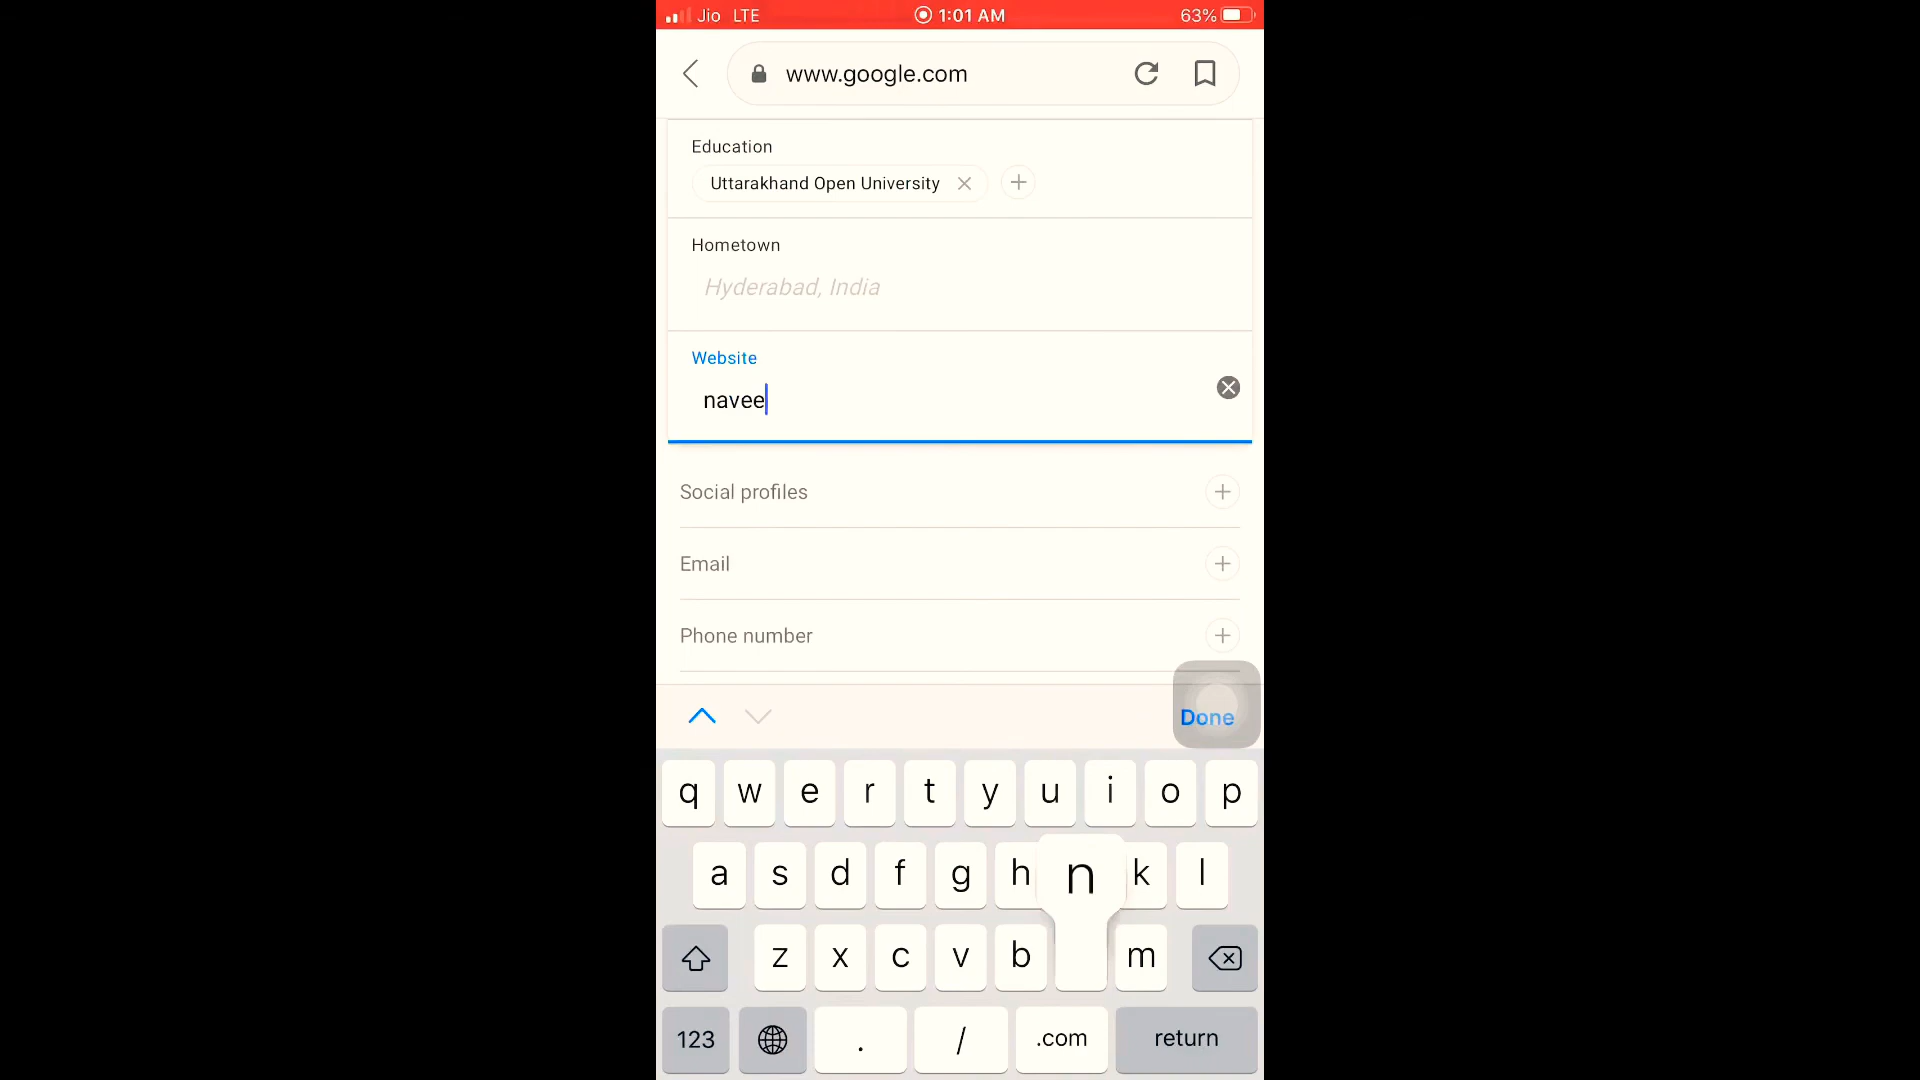 Jio LTE 1:01 AM 63%
www.google.com
Education
Uttarakhand Open University
Hometown
Hyderabad, India
Website
navee
Social profiles
Email
Phone number
Done
q w e r t y u i o p
a s d f g h n k l
z x c v b m
123 . / .com return